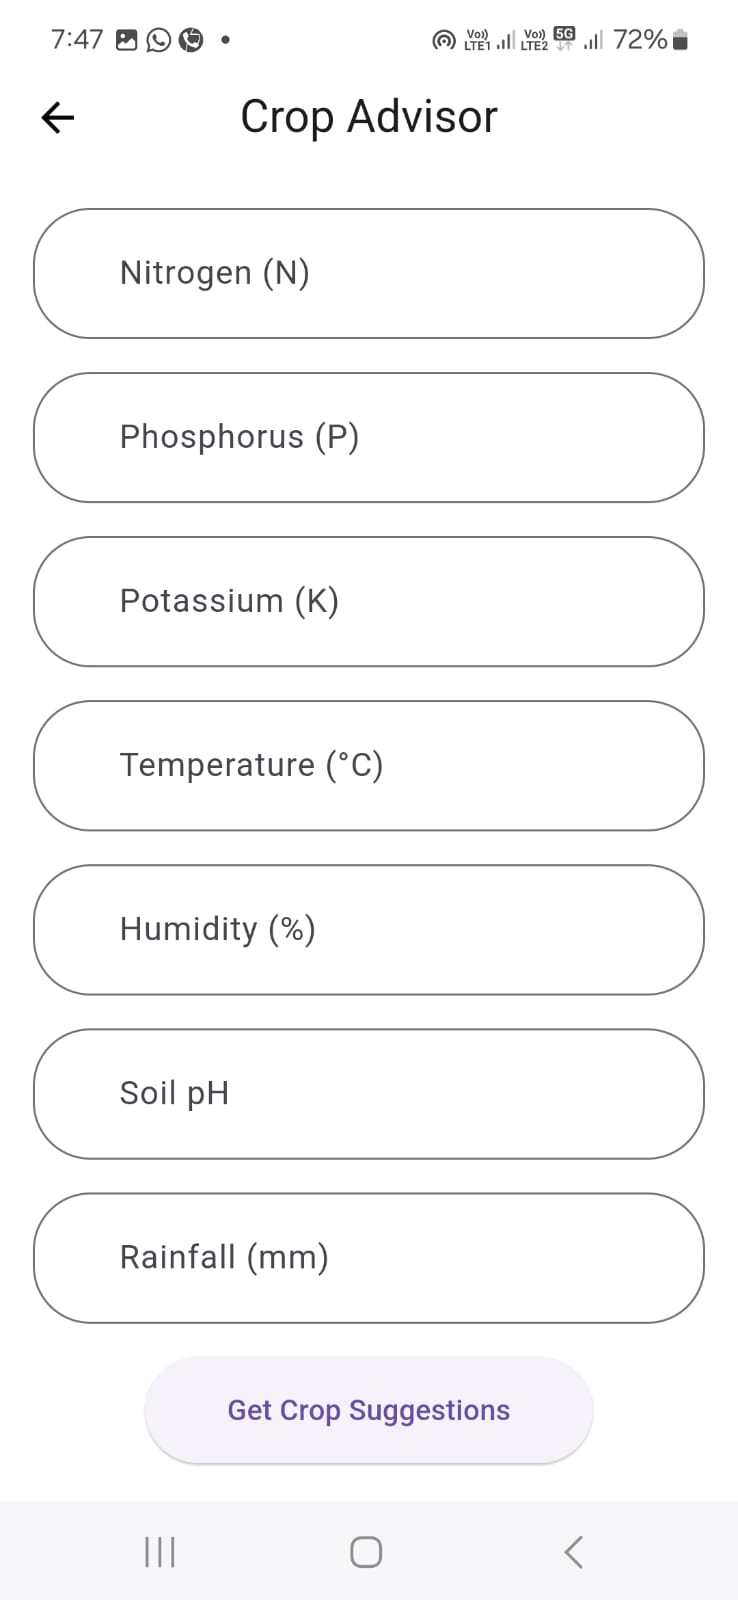 7:47 Vo)) LTE1 Vo)) LTE2 5G 72%
Crop Advisor
Nitrogen (N)
Phosphorus (P)
Potassium (K)
Temperature (°C)
Humidity (%)
Soil pH
Rainfall (mm)
Get Crop Suggestions